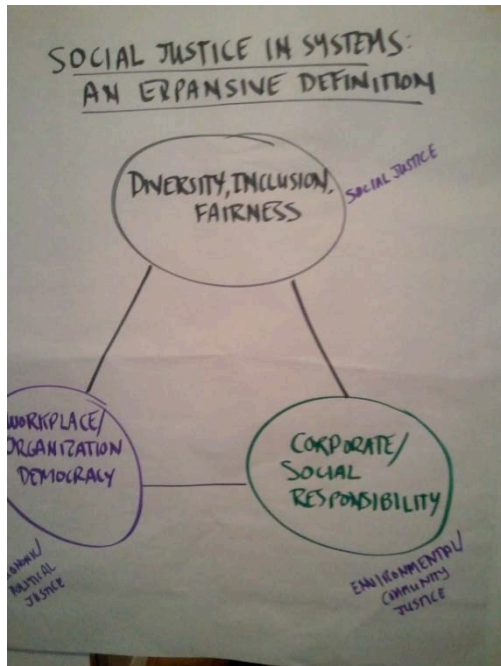 SOCIAL JUSTICE IN SYSTEMS:
AN EXPANSIVE DEFINITION
DIVERSITY, INCLUSION,
FAIRNESS
SOCIAL JUSTICE
WORKPLACE/
ORGANIZATION
DEMOCRACY
POLITICAL
JUSTICE
CORPORATE/
SOCIAL
RESPONSIBILITY
ENVIRONMENTAL/
COMMUNITY
JUSTICE